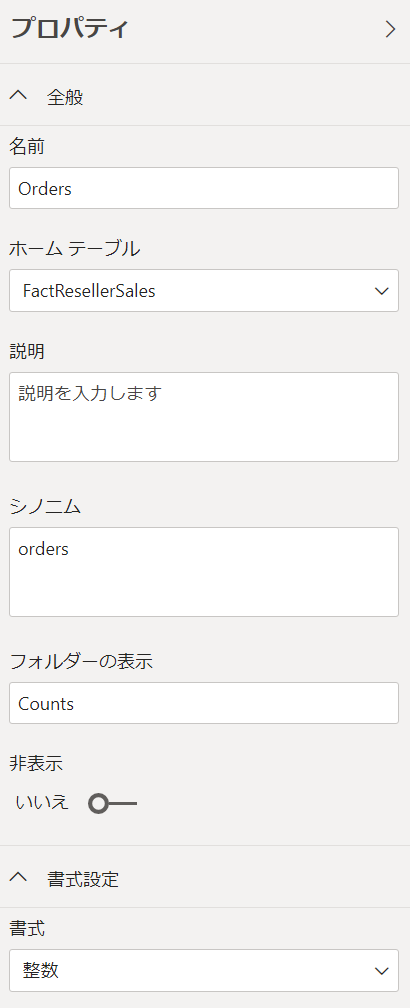 プロパティ
全般
名前
Orders
ホーム テーブル
FactResellerSales
説明
説明を入力します
シノニム
orders
フォルダーの表示
Counts
非表示
いいえ
書式設定
書式
整数